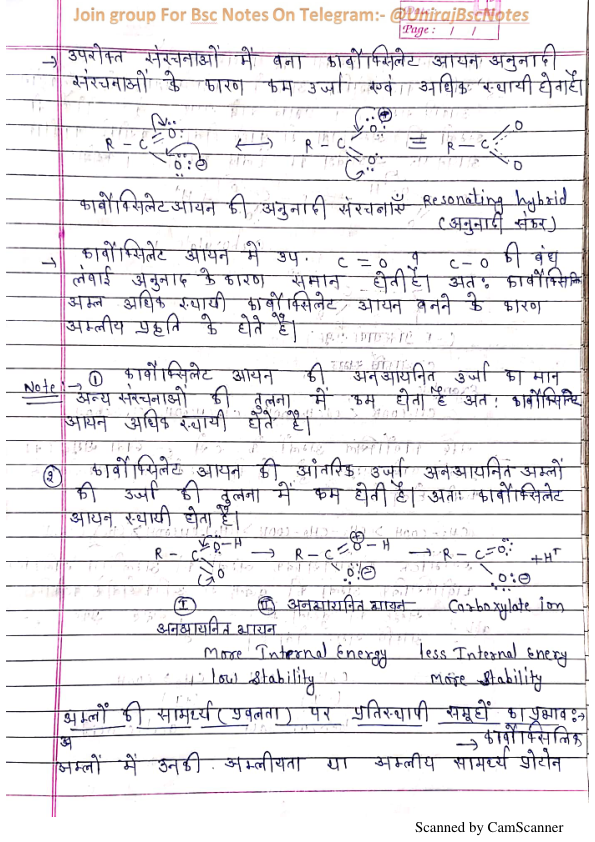 Join group For Bsc Notes On Telegram:- @UnirajBscNotes
Page: / /
→ उपरोक्त संरचनाओं में बना कार्बोक्सिलेट आयन अनुनादी
संरचनाओं के कारण कम उर्जा एवं अधिक स्थायी होता है।
R - C =O: O:⊖ ↔ R - C O: O:⊖ ≡ R - C O O
कार्बोक्सिलेट आयन की अनुनादी संरचनाएँ Resonating hybrid
(अनुनादी संकर)
→ कार्बोक्सिलेट आयन में उप. C = O व C - O की बंध
लंबाई अनुनाद के कारण समान होती है। अत: कार्बोक्सिलि
अम्ल अधिक स्थायी कार्बोक्सिलेट आयन बनने के कारण
अम्लीय प्रकृति के होते है।
Note:→ ① कार्बोक्सिलेट आयन की अनआयनित उर्जा का मान
अन्य संरचनाओं की तुलना में कम होता है अत: कार्बोक्सि
आयन अधिक स्थायी होते है।
② कार्बोक्सिलेट आयन की आंतरिक उर्जा अनआयनित अम्लों
की उर्जा की तुलना में कम होती है। अतः कार्बोक्सिलेट
आयन स्थायी होता है।
R - C O-H O → R - C =O-H O:⊖ → R - C =O: O:⊖ +H⁺
Ⓘ Ⓘ Ⓘ अनआयनित आयन Carboxylate ion
अनआयनित आयन
More Internal Energy less Internal Energy
low Stability More Stability
अम्लों की सामर्थ्य (प्रबलता) पर प्रतिस्थापी समूहों का प्रभाव:→
अ → कार्बोक्सिलिक
अम्लों में उनकी अम्लीयता या अम्लीय सामर्थ्य प्रोटोन
Scanned by CamScanner